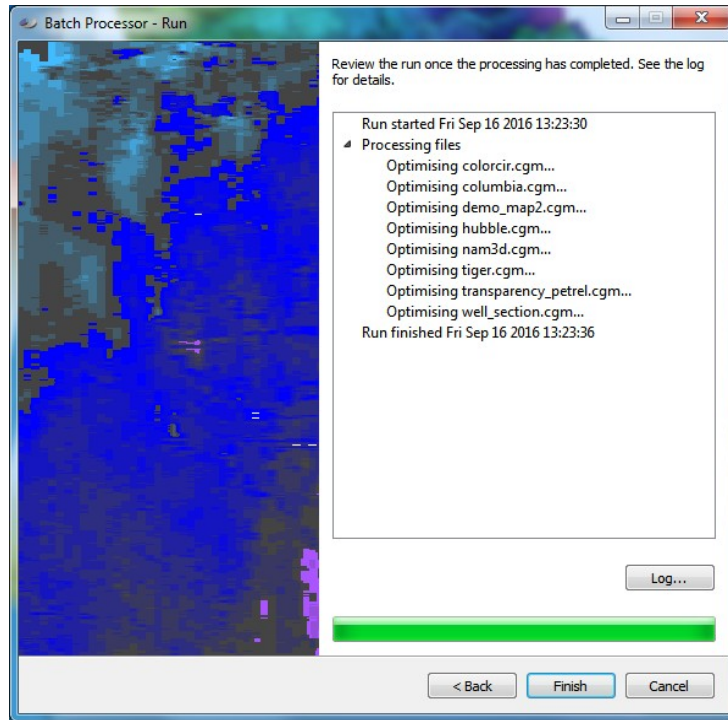 Batch Processor - Run
Review the run once the processing has completed. See the log
for details.
Run started Fri Sep 16 2016 13:23:30
Processing files
Optimising colorcir.cgm...
Optimising columbia.cgm...
Optimising demo_map2.cgm...
Optimising hubble.cgm...
Optimising nam3d.cgm...
Optimising tiger.cgm...
Optimising transparency_petrel.cgm...
Optimising well_section.cgm...
Run finished Fri Sep 16 2016 13:23:36
Log...
< Back
Finish
Cancel